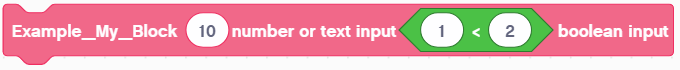 Example__My__Block 10 number or text input 1 < 2 boolean input